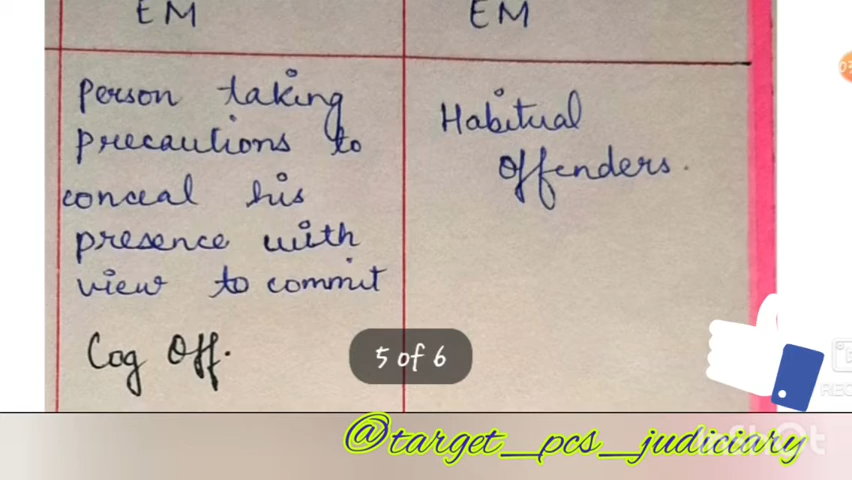 EM
EM
Person taking
precautions to
conceal his
presence with
view to commit
Cog Off.
Habitual
Offenders.
5 of 6
@target_pcs_judiciary